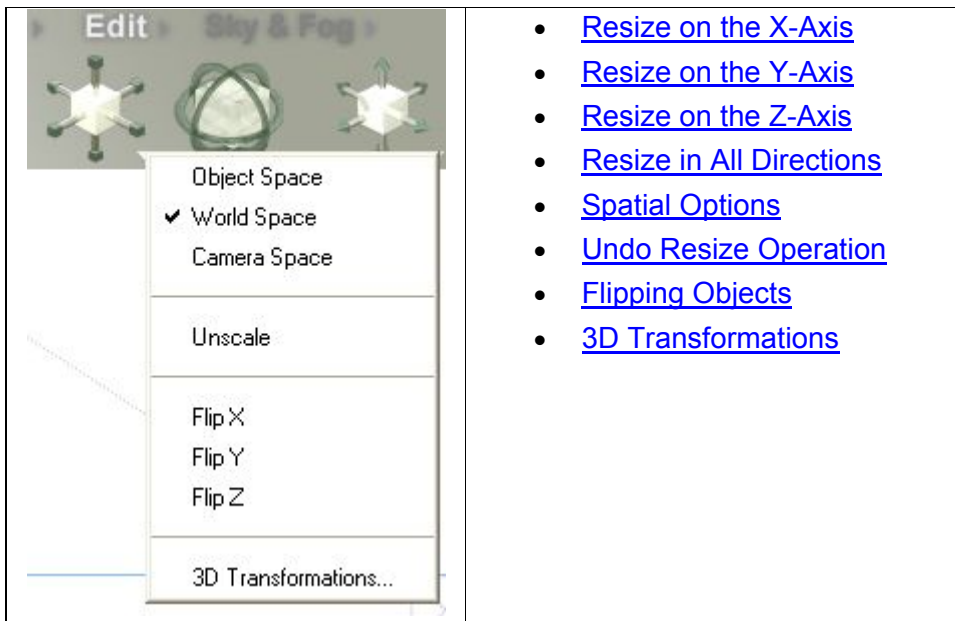 Edit Sky & Fog
Object Space
World Space
Camera Space
Unscale
Flip X
Flip Y
Flip Z
3D Transformations...
• Resize on the X-Axis
• Resize on the Y-Axis
• Resize on the Z-Axis
• Resize in All Directions
• Spatial Options
• Undo Resize Operation
• Flipping Objects
• 3D Transformations